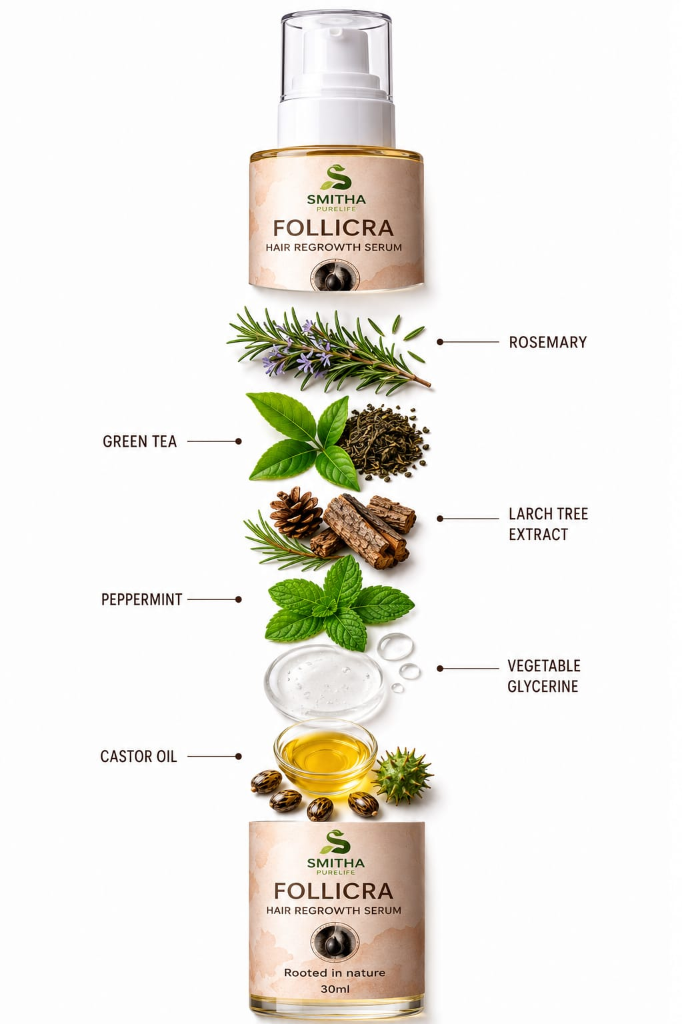 SMITHA
PURELIFE
FOLLICRA
HAIR REGROWTH SERUM
ROSEMARY
GREEN TEA
LARCH TREE
EXTRACT
PEPPERMINT
VEGETABLE
GLYCERINE
CASTOR OIL
SMITHA
PURELIFE
FOLLICRA
HAIR REGROWTH SERUM
Rooted in nature
30ml